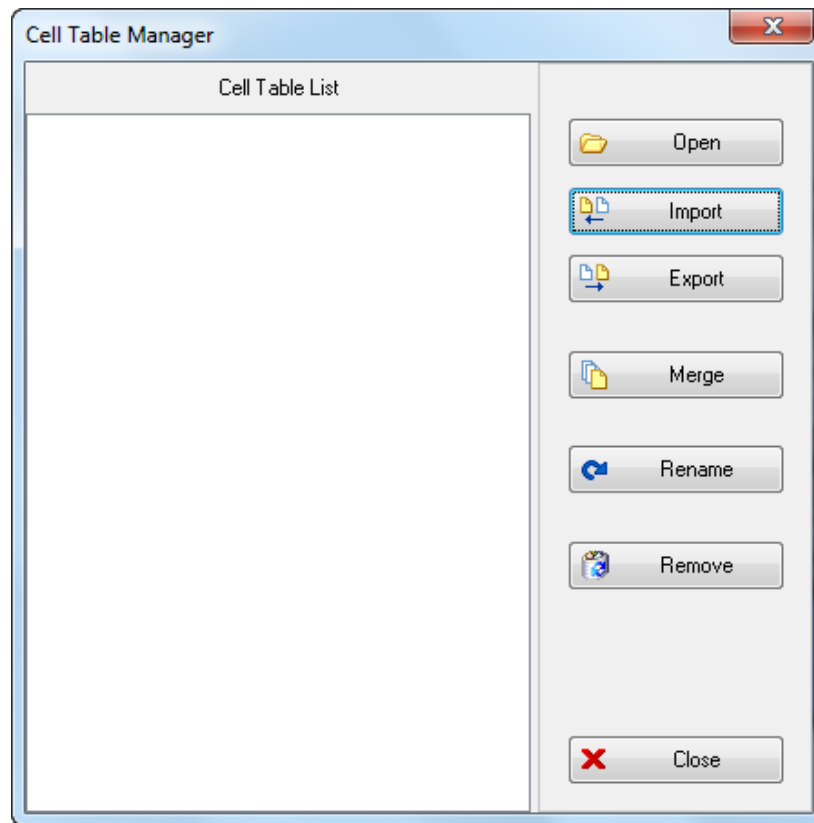 Cell Table Manager
Cell Table List
Open
Import
Export
Merge
Rename
Remove
Close